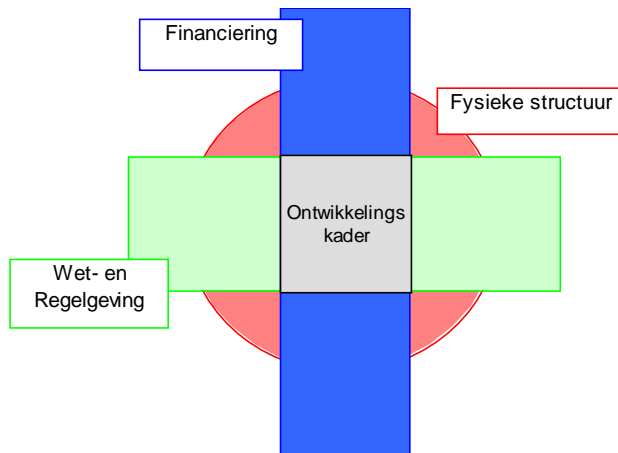 Financiering
Fysieke structuur
Ontwikkelings
kader
Wet- en
Regelgeving